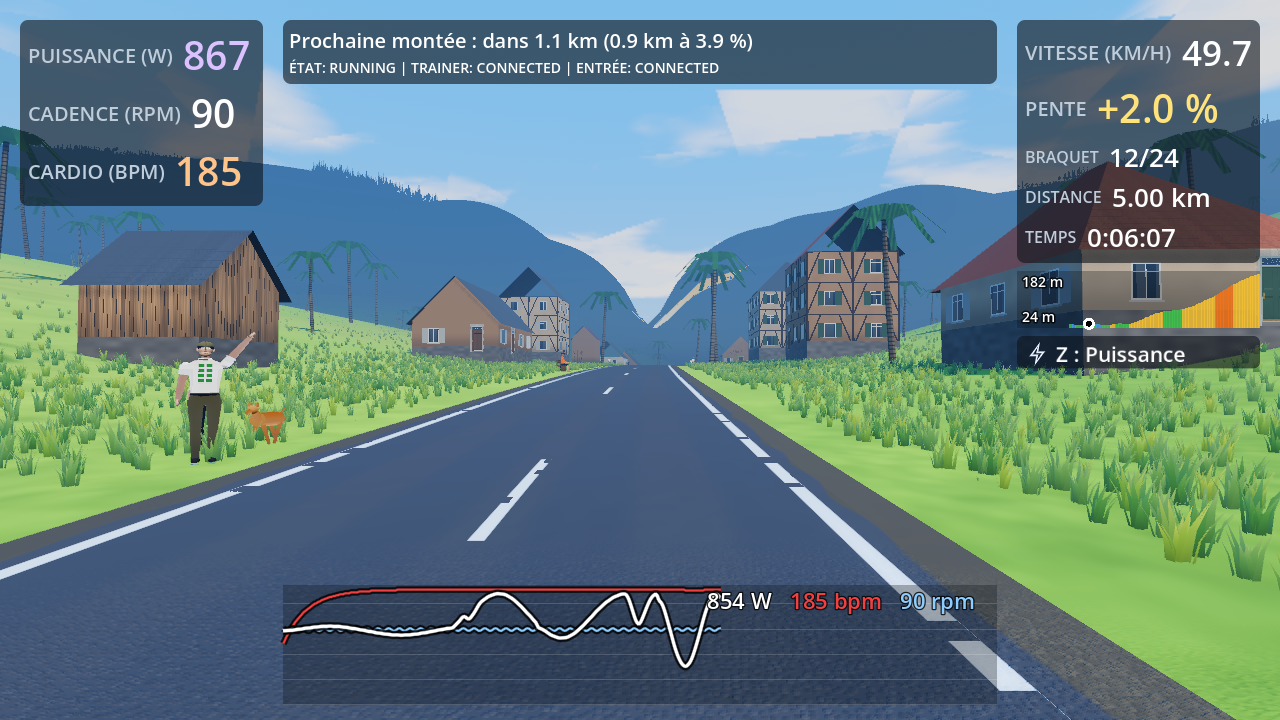 PUISSANCE (W) 867
CADENCE (RPM) 90
CARDIO (BPM) 185
Prochaine montée : dans 1.1 km (0.9 km à 3.9 %)
ÉTAT: RUNNING | TRAINER: CONNECTED | ENTRÉE: CONNECTED
VITESSE (KM/H) 49.7
PENTE +2.0 %
BRAQUET 12/24
DISTANCE 5.00 km
TEMPS 0:06:07
182 m
24 m
Z : Puissance
854 W 185 bpm 90 rpm